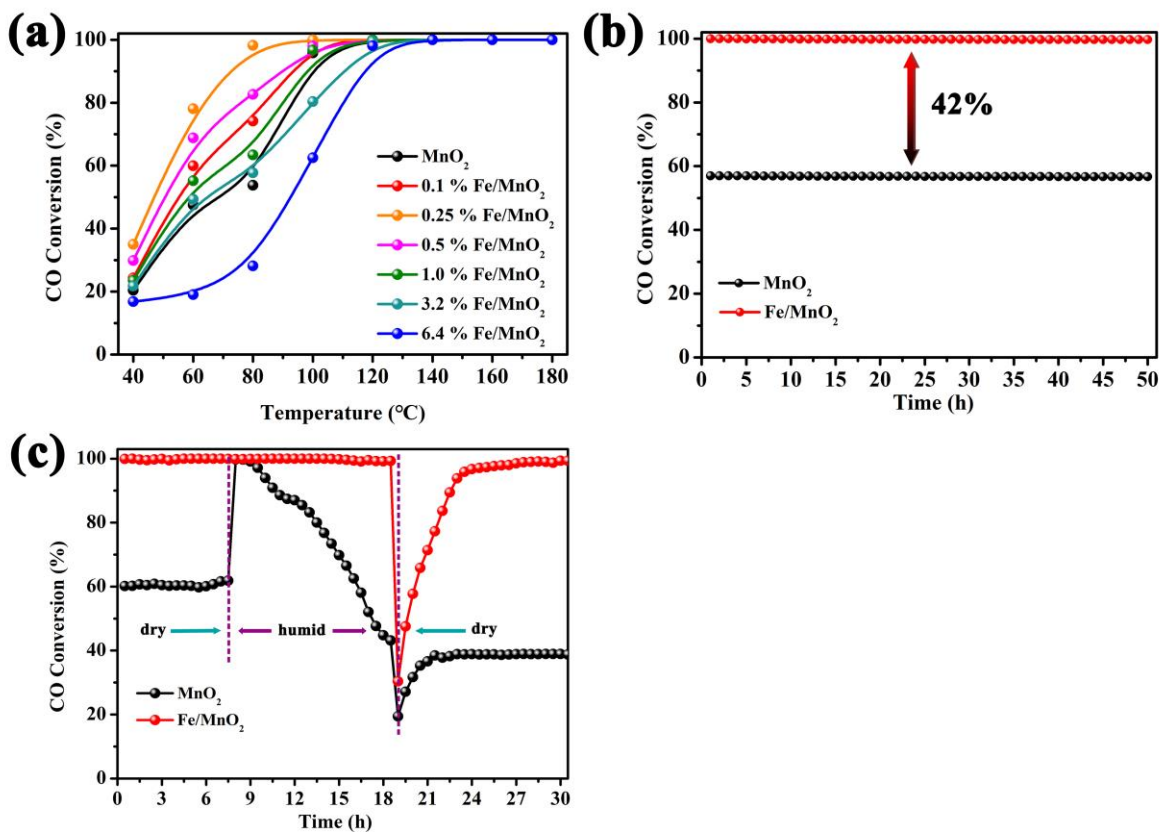 (a)
CO Conversion (%)
100
80
60
40
20
0
MnO2
0.1 % Fe/MnO2
0.25 % Fe/MnO2
0.5 % Fe/MnO2
1.0 % Fe/MnO2
3.2 % Fe/MnO2
6.4 % Fe/MnO2
40 60 80 100 120 140 160 180
Temperature (°C)
(b)
CO Conversion (%)
100
80
60
40
20
0
42%
MnO2
Fe/MnO2
0 5 10 15 20 25 30 35 40 45 50
Time (h)
(c)
CO Conversion (%)
100
80
60
40
20
0
dry humid dry
MnO2
Fe/MnO2
0 3 6 9 12 15 18 21 24 27 30
Time (h)